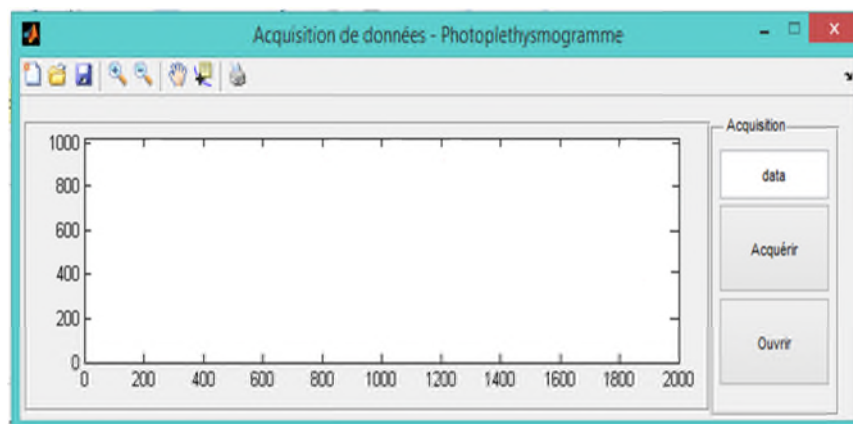 Acquisition de données - Photoplethysmogramme
Acquisition
1000
800
600
400
200
0
0 200 400 600 800 1000 1200 1400 1600 1800 2000
data
Acquérir
Ouvrir